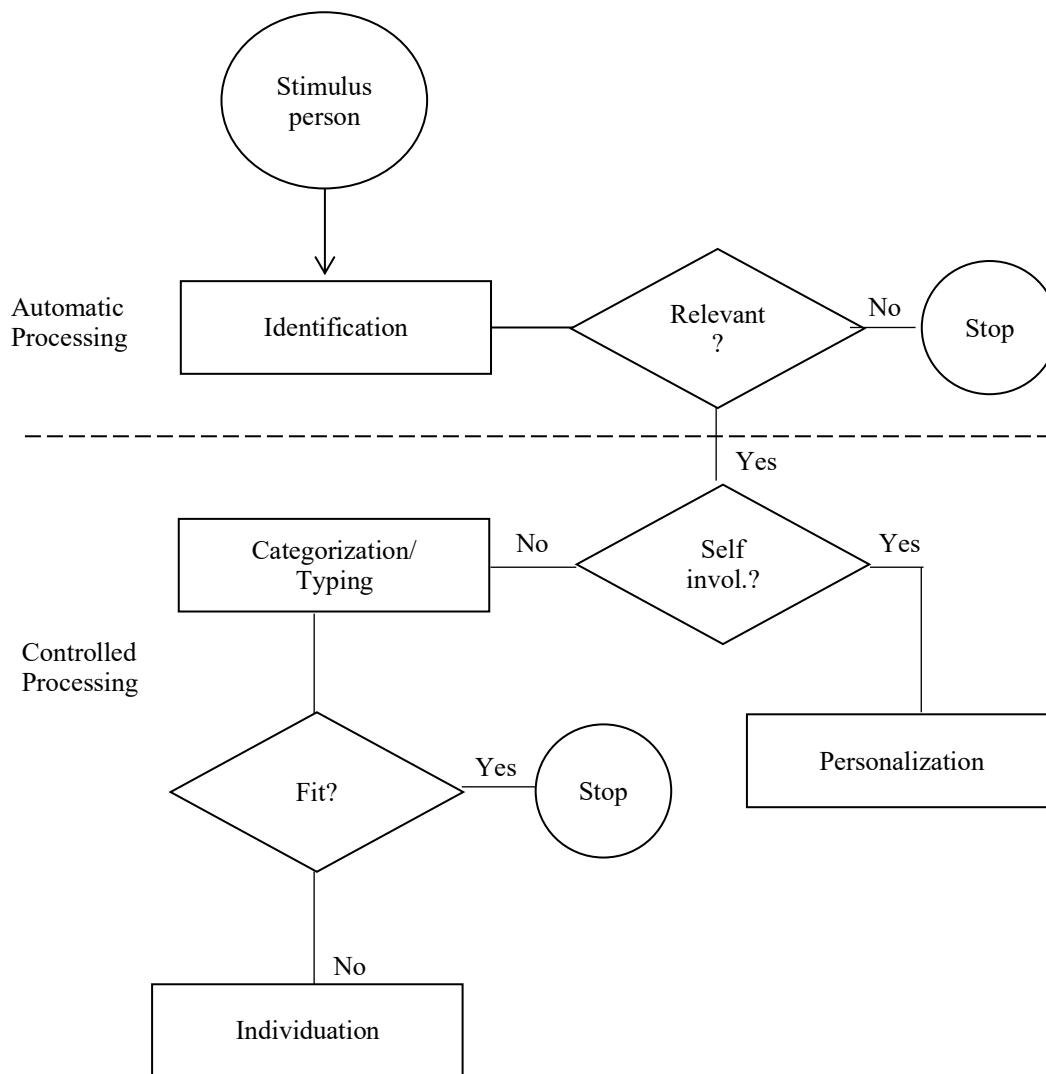 Stimulus
person
Automatic
Processing
Identification
Relevant
?
No
Stop
Yes
Categorization/
Typing
No
Self
invol.?
Yes
Controlled
Processing
Personalization
Fit?
Yes
Stop
No
Individuation